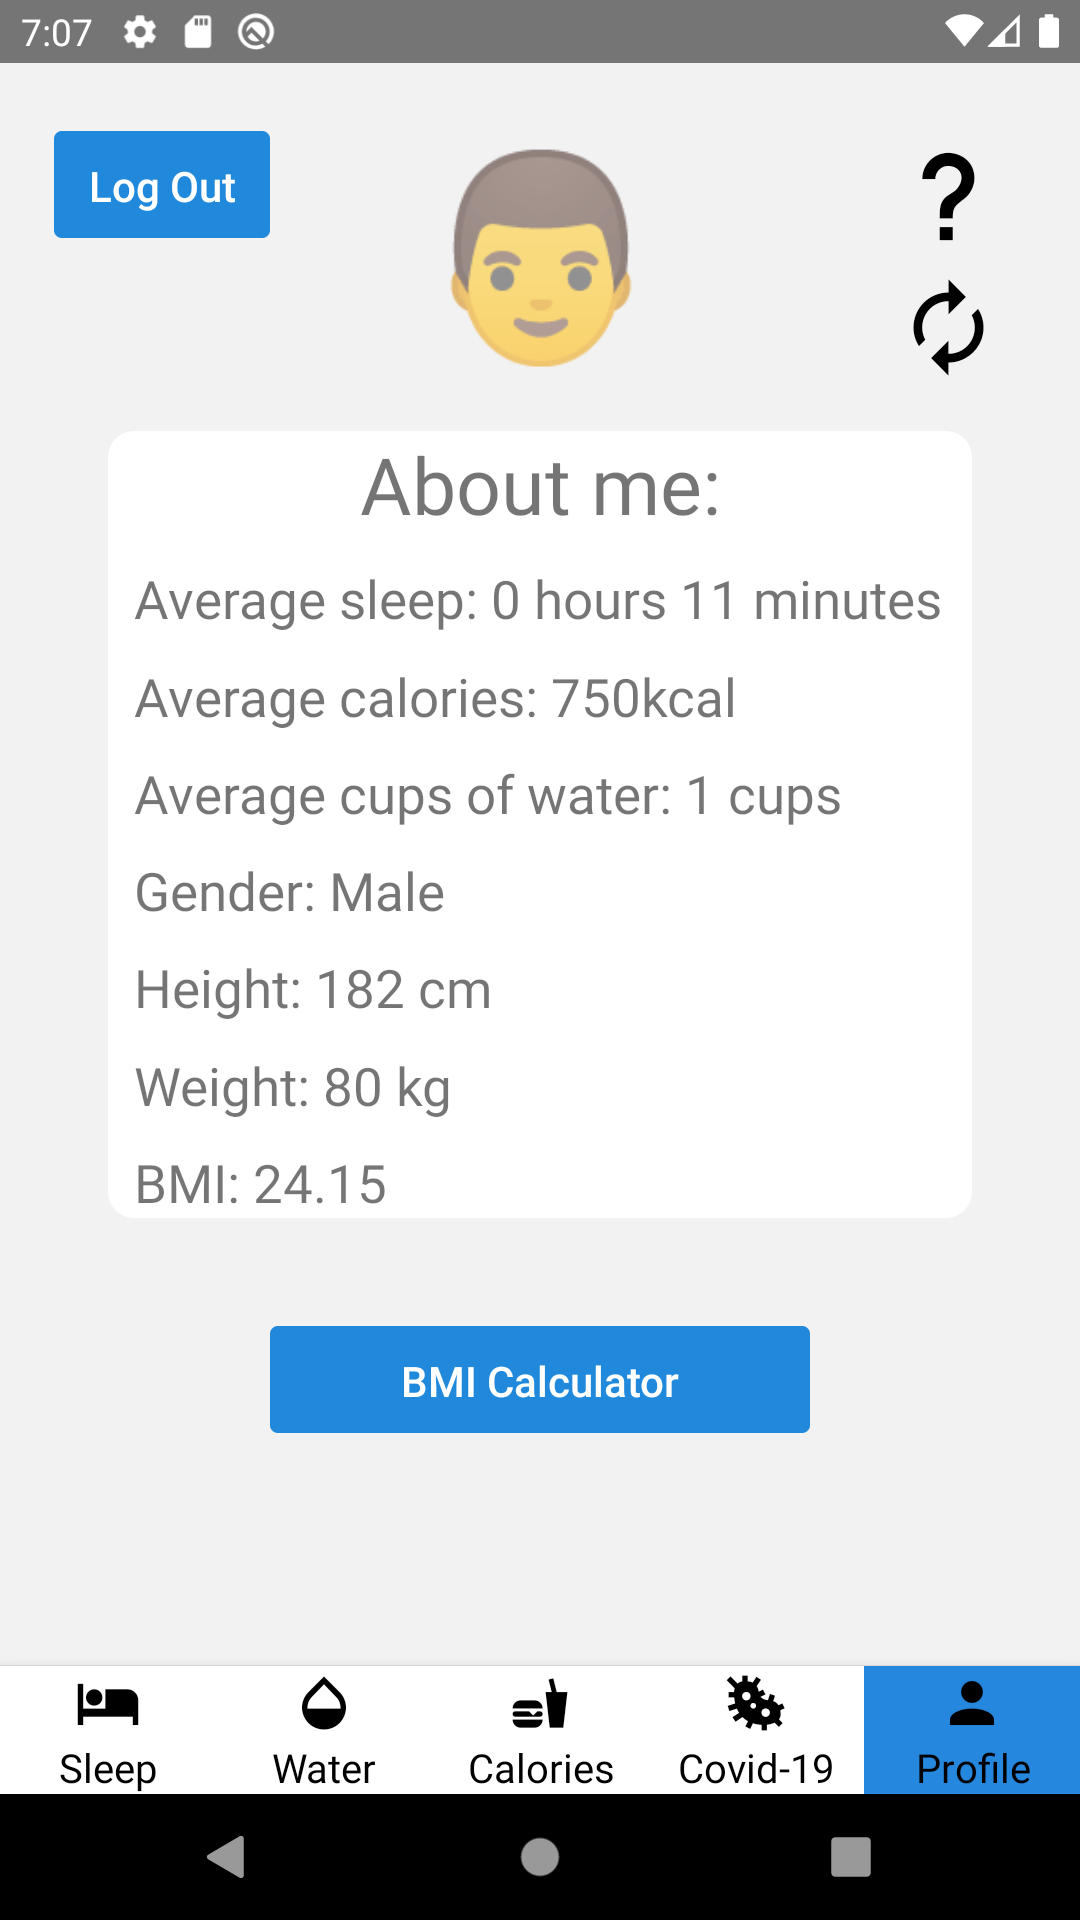 7:07
Log Out
?
About me:
Average sleep: 0 hours 11 minutes
Average calories: 750kcal
Average cups of water: 1 cups
Gender: Male
Height: 182 cm
Weight: 80 kg
BMI: 24.15
BMI Calculator
Sleep Water Calories Covid-19 Profile